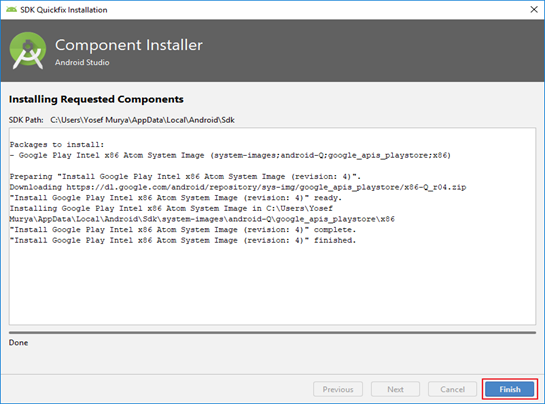 SDK Quickfix Installation
Component Installer
Android Studio
Installing Requested Components
SDK Path: C:\Users\Yosef Murya\AppData\Local\Android\Sdk
Packages to install:
- Google Play Intel x86 Atom System Image (system-images;android-Q;google_apis_playstore;x86)
Preparing "Install Google Play Intel x86 Atom System Image (revision: 4)".
Downloading https://dl.google.com/android/repository/sys-img/google_apis_playstore/x86-Q_r04.zip
"Install Google Play Intel x86 Atom System Image (revision: 4)" ready.
Installing Google Play Intel x86 Atom System Image in C:\Users\Yosef
Murya\AppData\Local\Android\Sdk\system-images\android-Q\google_apis_playstore\x86
"Install Google Play Intel x86 Atom System Image (revision: 4)" complete.
"Install Google Play Intel x86 Atom System Image (revision: 4)" finished.
Done
Previous Next Cancel Finish